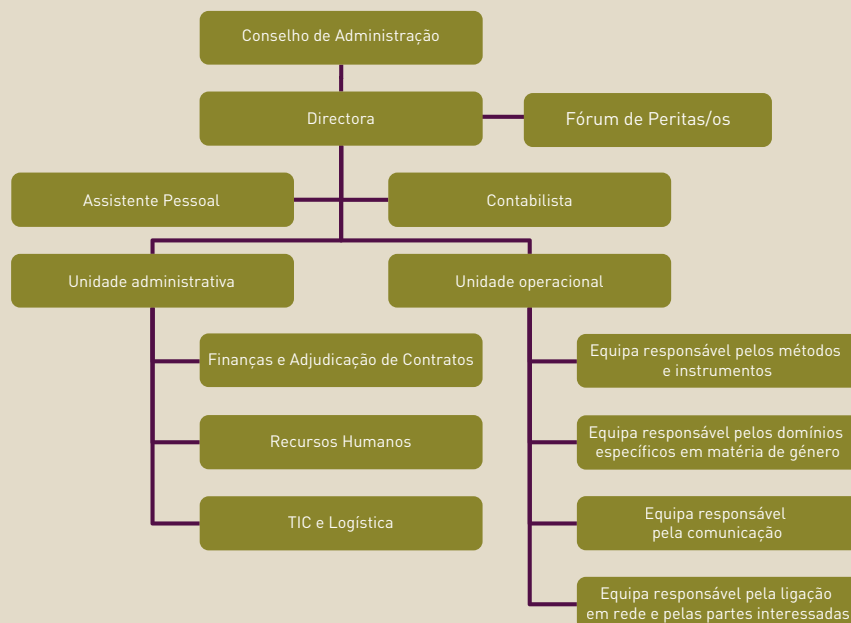 Conselho de Administração
Directora
Fórum de Peritas/os
Assistente Pessoal
Contabilista
Unidade administrativa
Unidade operacional
Finanças e Adjudicação de Contratos
Recursos Humanos
TIC e Logística
Equipa responsável pelos métodos
e instrumentos
Equipa responsável pelos domínios
específicos em matéria de género
Equipa responsável
pela comunicação
Equipa responsável pela ligação
em rede e pelas partes interessadas